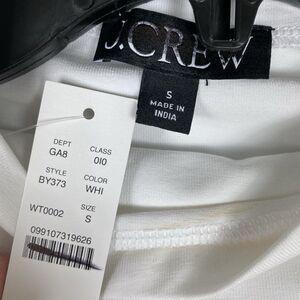 J.CREW
S
MADE IN
INDIA
DEPT CLASS
GA8 010
STYLE COLOR
BY373 WHI
WT0002 SIZE
S
099107319626